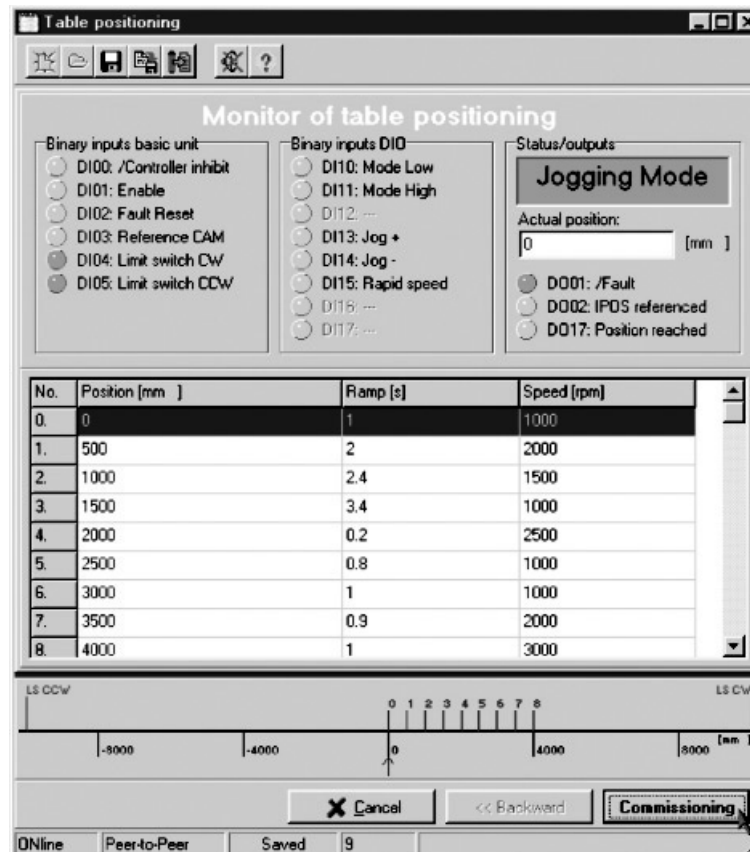 Table positioning
Monitor of table positioning
Binary inputs basic unit
DI00: /Controller inhibit
DI01: Enable
DI02: Fault Reset
DI03: Reference CAM
DI04: Limit switch CW
DI05: Limit switch CCW
Binary inputs DIO
DI10: Mode Low
DI11: Mode High
DI12: ---
DI13: Jog +
DI14: Jog -
DI15: Rapid speed
DI16: ---
DI17: ---
Status/outputs
Jogging Mode
Actual position:
0 [mm ]
DO01: /Fault
DO02: IPOS referenced
DO17: Position reached
No. Position [mm ] Ramp [s] Speed [rpm]
0. 0 1 1000
1. 500 2 2000
2. 1000 2.4 1500
3. 1500 3.4 1000
4. 2000 0.2 2500
5. 2500 0.8 1000
6. 3000 1 1000
7. 3500 0.9 2000
8. 4000 1 3000
LS CCW LS CW
0 1 2 3 4 5 6 7 8
-8000 -4000 0 4000 8000 [mm ]
Cancel << Backward Commissioning
ONline Peer-to-Peer Saved 9